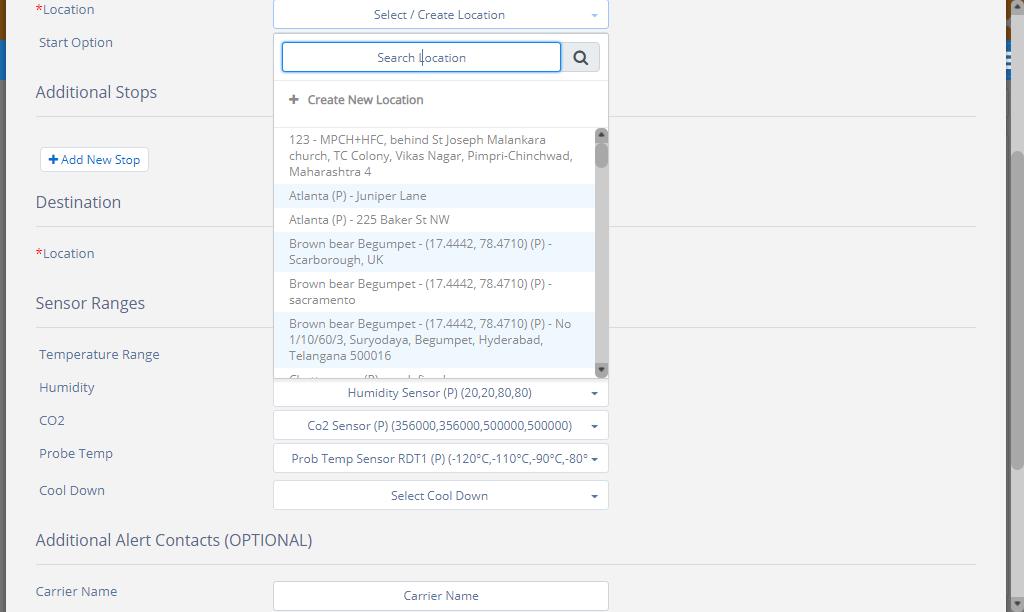 *Location
Select / Create Location
Start Option
Search Location
Create New Location
Additional Stops
123 - MPCH+HFC, behind St Joseph Malankara
church, TC Colony, Vikas Nagar, Pimpri-Chinchwad,
Maharashtra 4
Add New Stop
Atlanta (P) - Juniper Lane
Destination
Atlanta (P) - 225 Baker St NW
*Location
Brown bear Begumpet - (17.4442, 78.4710) (P) -
Scarborough, UK
Brown bear Begumpet - (17.4442, 78.4710) (P) -
sacramento
Sensor Ranges
Brown bear Begumpet - (17.4442, 78.4710) (P) - No
1/10/60/3, Suryodaya, Begumpet, Hyderabad,
Telangana 500016
Temperature Range
Humidity
Humidity Sensor (P) (20,20,80,80)
CO2
Co2 Sensor (P) (356000,356000,500000,500000)
Probe Temp
Prob Temp Sensor RDT1 (P) (-120°C,-110°C,-90°C,-80°
Cool Down
Select Cool Down
Additional Alert Contacts (OPTIONAL)
Carrier Name
Carrier Name